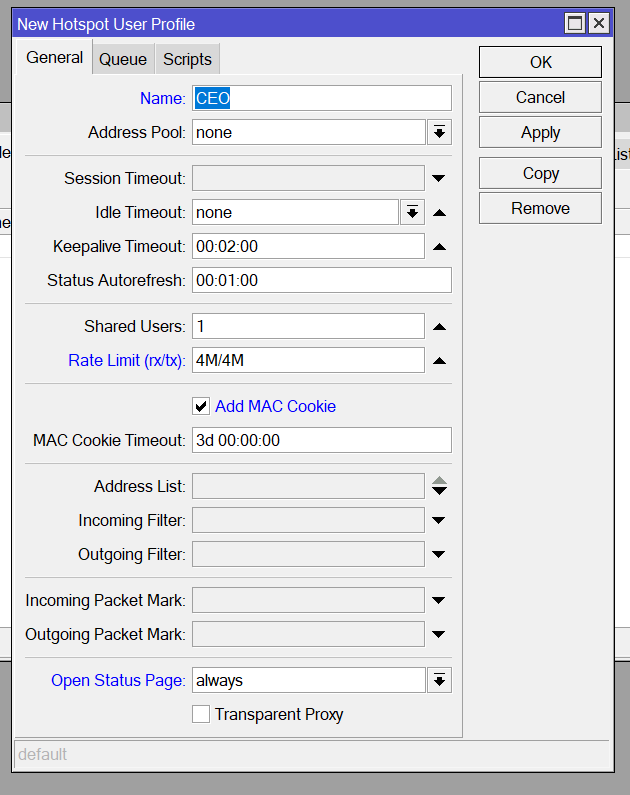 New Hotspot User Profile
General Queue Scripts
OK
Name: CEO
Cancel
Address Pool: none
Apply
Session Timeout:
Copy
Idle Timeout: none
Remove
Keepalive Timeout: 00:02:00
Status Autorefresh: 00:01:00
Shared Users: 1
Rate Limit (rx/tx): 4M/4M
Add MAC Cookie
MAC Cookie Timeout: 3d 00:00:00
Address List:
Incoming Filter:
Outgoing Filter:
Incoming Packet Mark:
Outgoing Packet Mark:
Open Status Page: always
Transparent Proxy
default